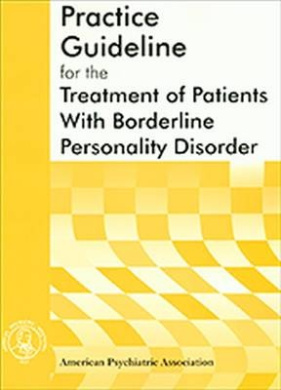 Practice
Guideline
for the
Treatment of Patients
With Borderline
Personality Disorder
American Psychiatric Association